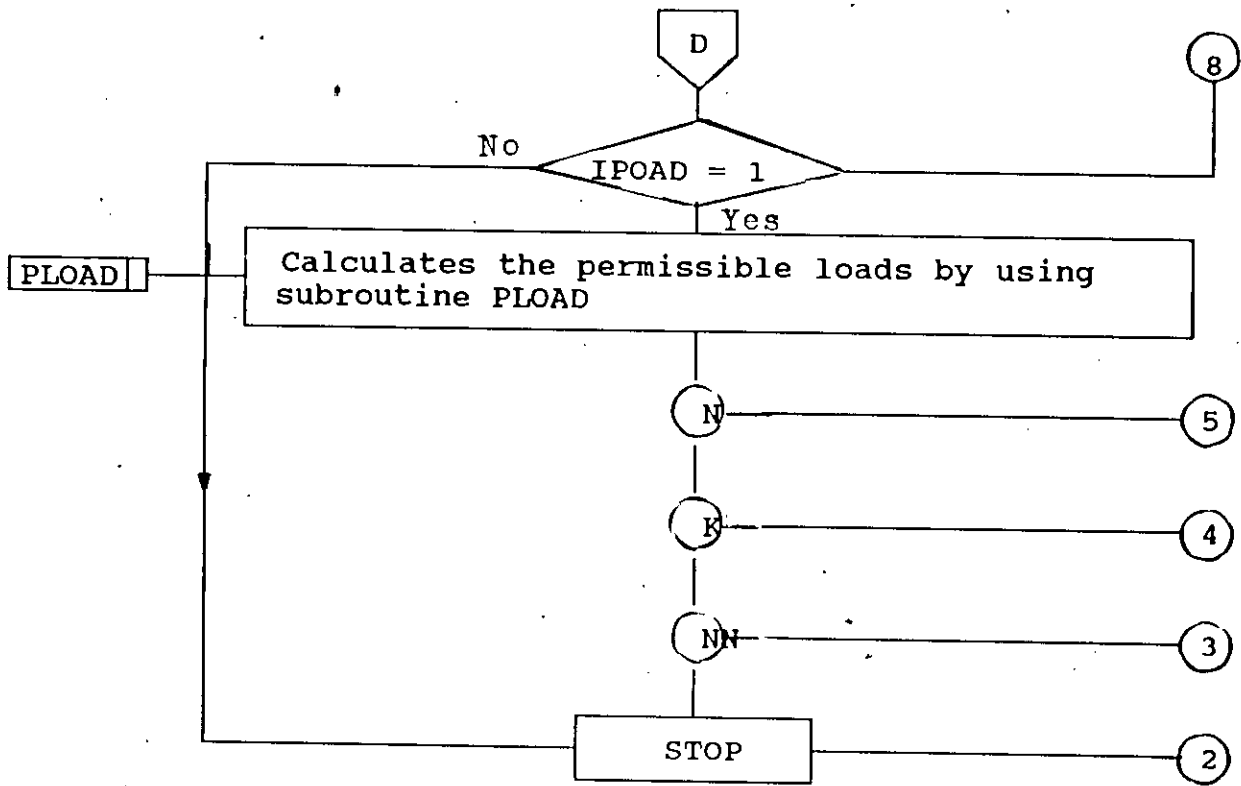 D
8
No
IPOAD = 1
Yes
PLOAD
Calculates the permissible loads by using
subroutine PLOAD
N
5
K
4
NN
3
STOP
2